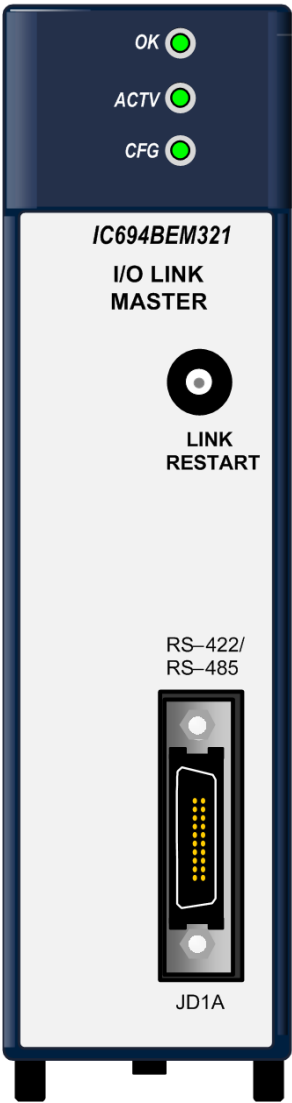 OK
ACTV
CFG
IC694BEM321
I/O LINK
MASTER
LINK
RESTART
RS–422/
RS–485
JD1A